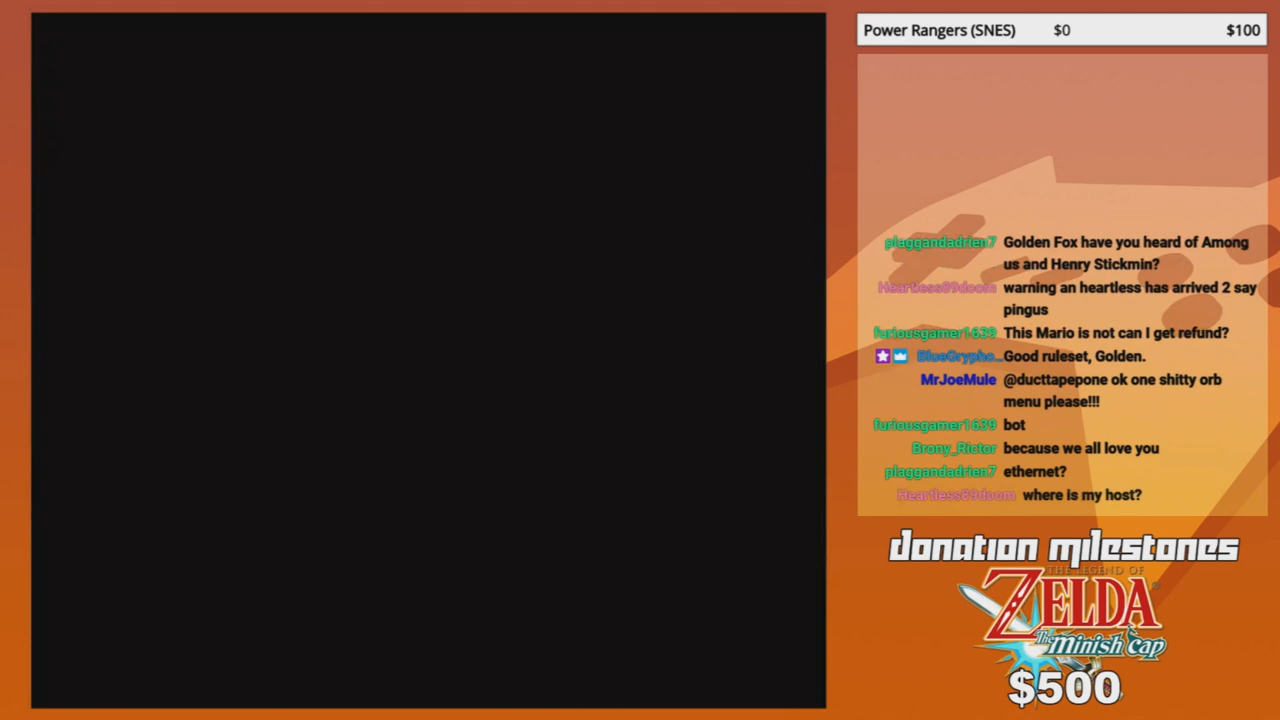 Power Rangers (SNES) $0 $100
plaggandadrien7 Golden Fox have you heard of Among
us and Henry Stickmin?
Heartless89doom warning an heartless has arrived 2 say
pingus
furiousgamer1639 This Mario is not can I get refund?
BlueGrypho... Good ruleset, Golden.
MrJoeMule @ducttapepone ok one shitty orb
menu please!!!
furiousgamer1639 bot
Brony_Rictor because we all love you
plaggandadrien7 ethernet?
Heartless89doom where is my host?
donation milestones
THE LEGEND OF
ZELDA
The Minish Cap
$500